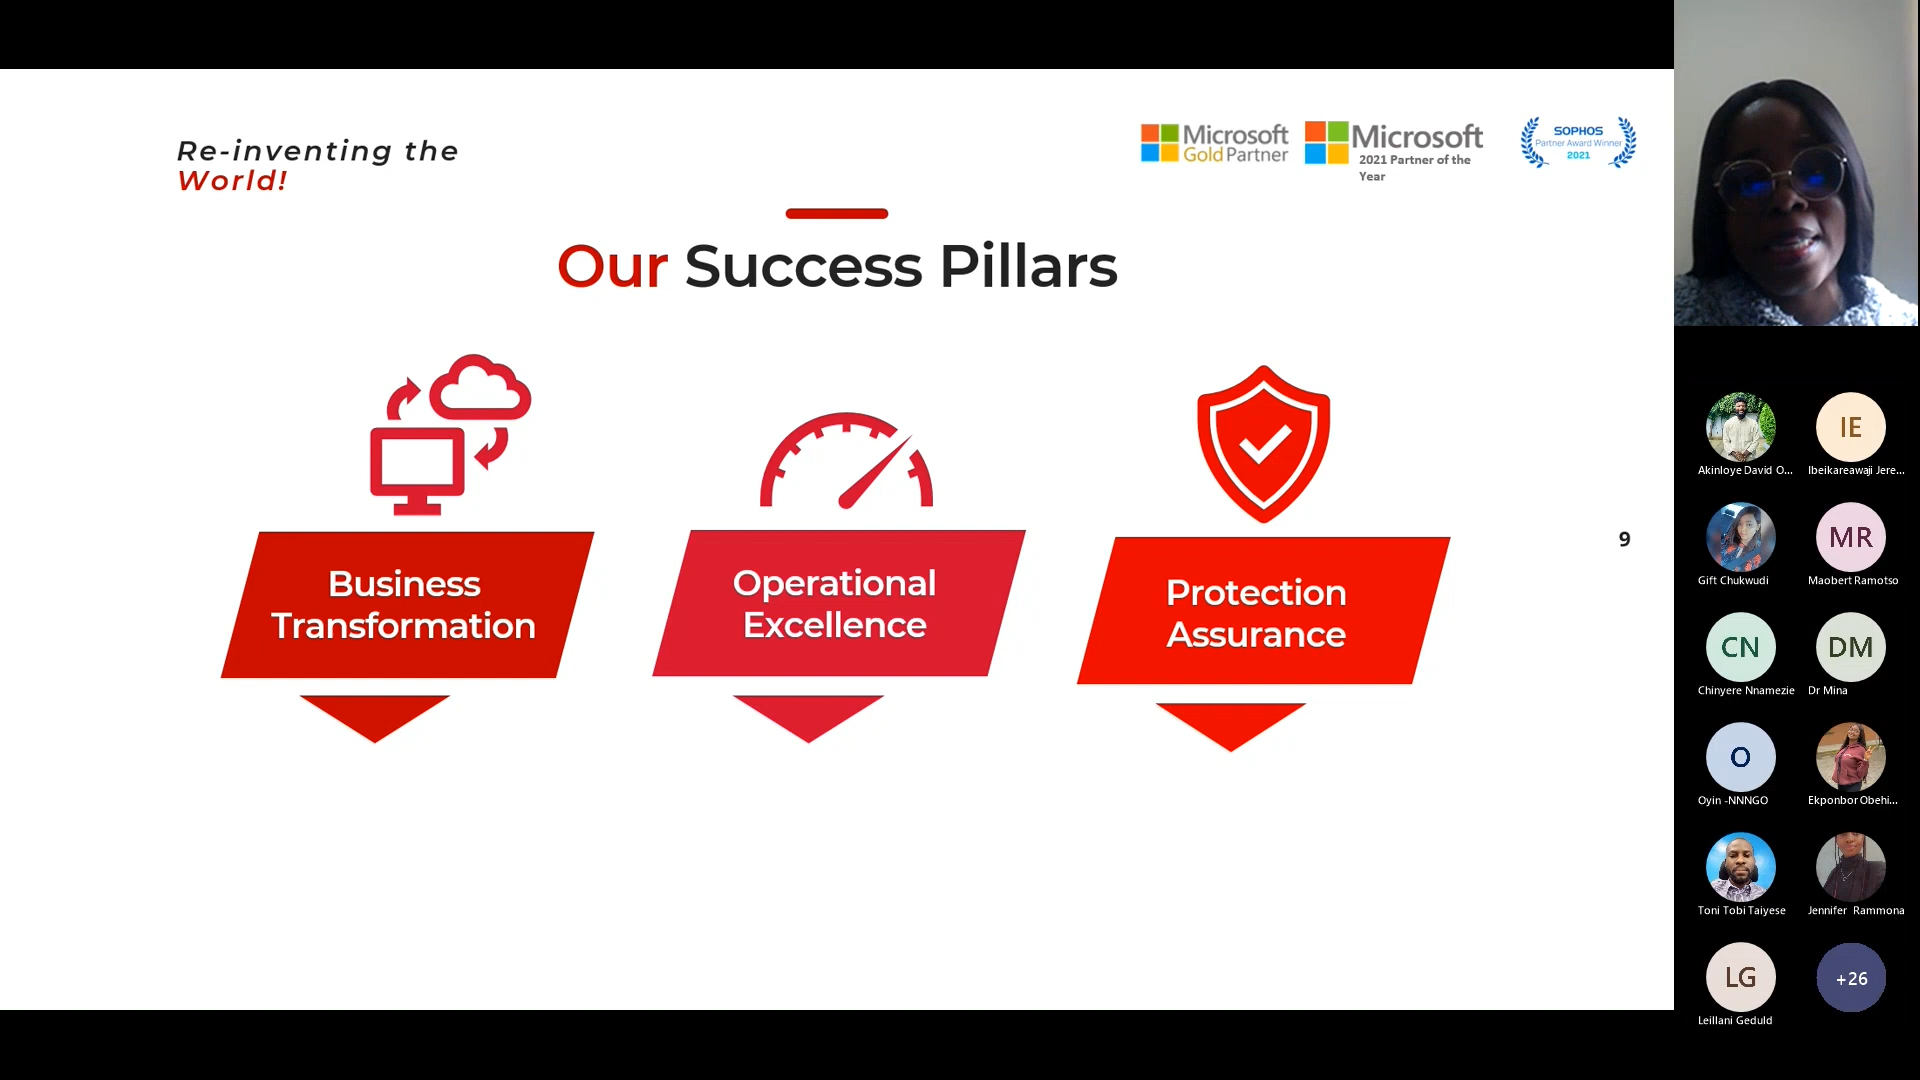 Re-inventing the
World!
Microsoft
Gold Partner
Microsoft
2021 Partner of the
Year
SOPHOS
Partner Award Winner
2021
Our Success Pillars
Business
Transformation
Operational
Excellence
Protection
Assurance
9
Akinloye David O...
IE
Ibeikareawaji Jere...
Gift Chukwudi
MR
Maobert Ramotso
CN
Chinyere Nnamezie
DM
Dr Mina
O
Oyin -NNNGO
Ekponbor Obehi...
Toni Tobi Taiyese
Jennifer Rammona
LG
Leillani Geduld
+26